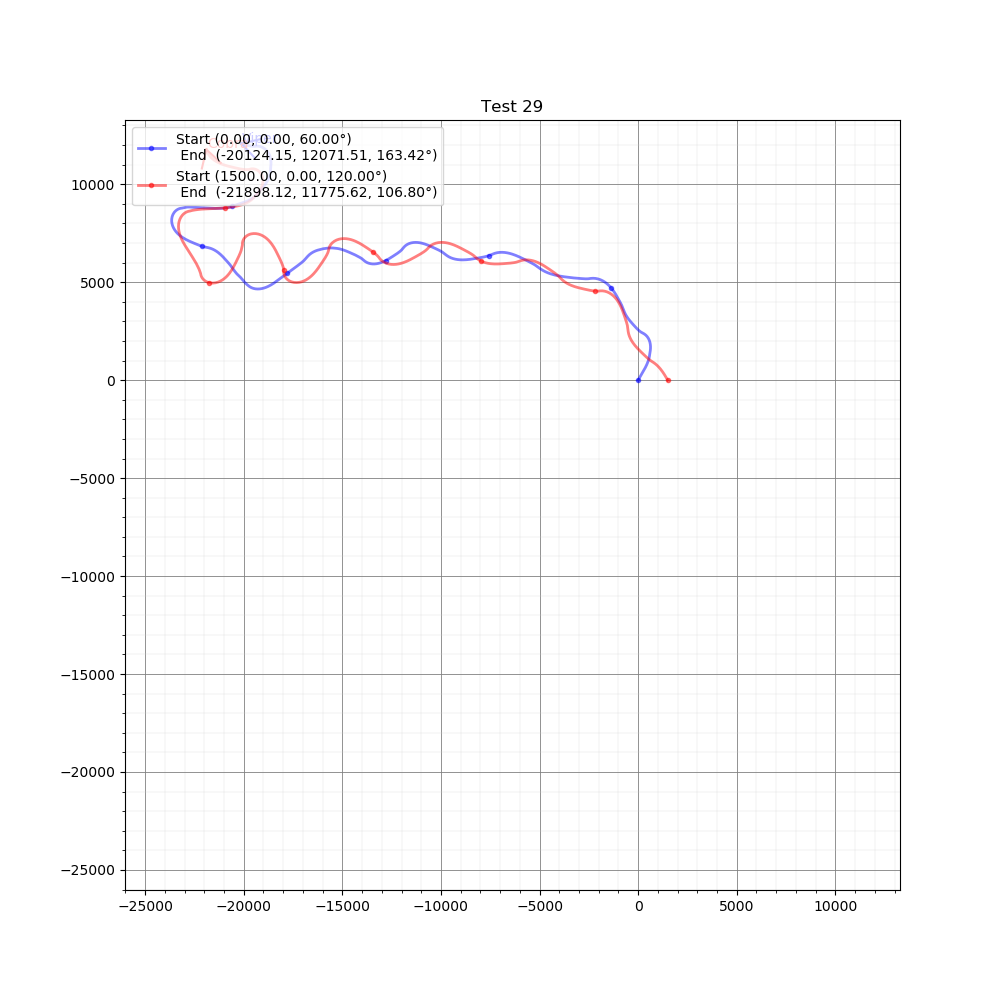 Test 29
Start (0.00, 0.00, 60.00°)
End (-20124.15, 12071.51, 163.42°)
Start (1500.00, 0.00, 120.00°)
End (-21898.12, 11775.62, 106.80°)
10000
5000
0
−5000
−10000
−15000
−20000
−25000
−25000 −20000 −15000 −10000 −5000 0 5000 10000